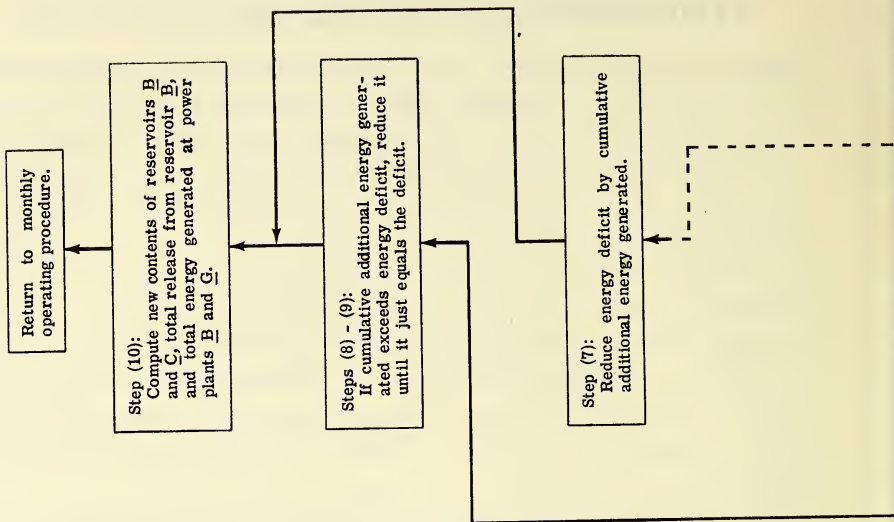 Return to monthly
operating procedure.
Step (10):
Compute new contents of reservoirs B
and C, total release from reservoir B,
and total energy generated at power
plants B and G.
Steps (8) - (9):
If cumulative additional energy gener-
ated exceeds energy deficit, reduce it
until it just equals the deficit.
Step (7):
Reduce energy deficit by cumulative
additional energy generated.